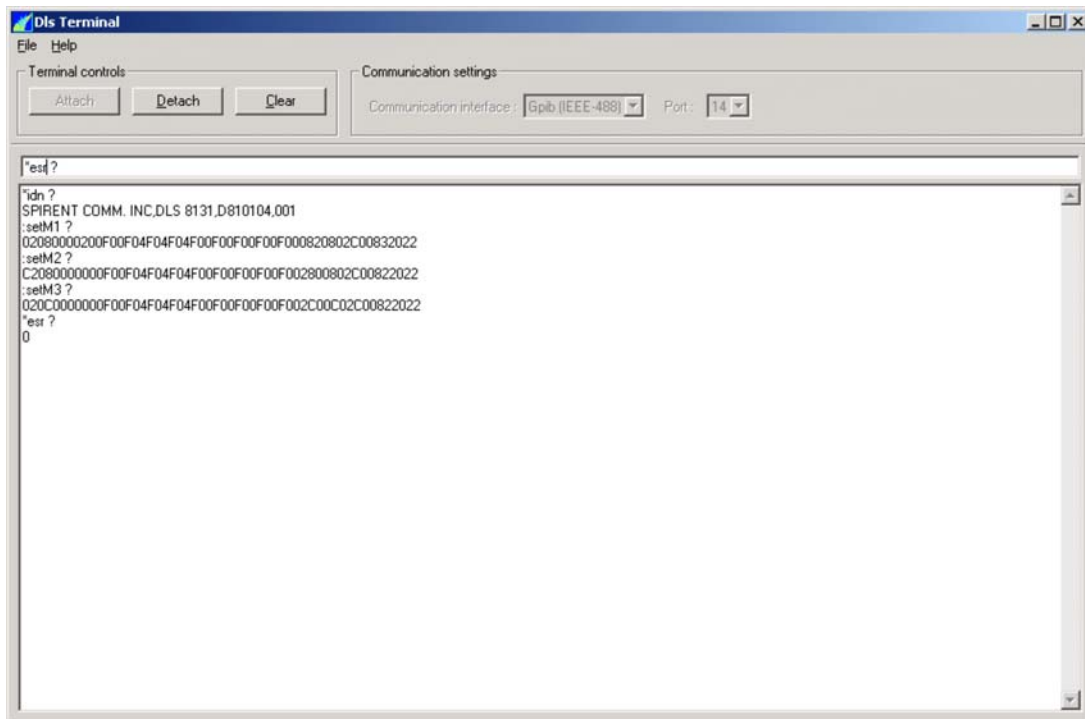 Dls Terminal
File Help
Terminal controls
Attach Detach Clear
Communication settings
Communication interface : Gpib (IEEE-488) Port : 14
*esr ?
*idn ?
SPIRENT COMM. INC,DLS 8131,D810104,001
:setM1 ?
02080000200F00F04F04F04F00F00F00F00F000820802C00832022
:setM2 ?
C2080000000F00F04F04F04F00F00F00F00F002800802C00822022
:setM3 ?
020C0000000F00F04F04F04F00F00F00F00F002C00C02C00822022
*esr ?
0